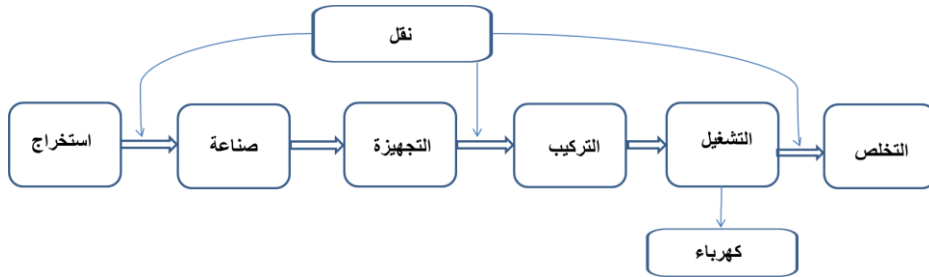 نقل
استخراج
صناعة
التجهيزة
التركيب
التشغيل
التخلص
كهرباء